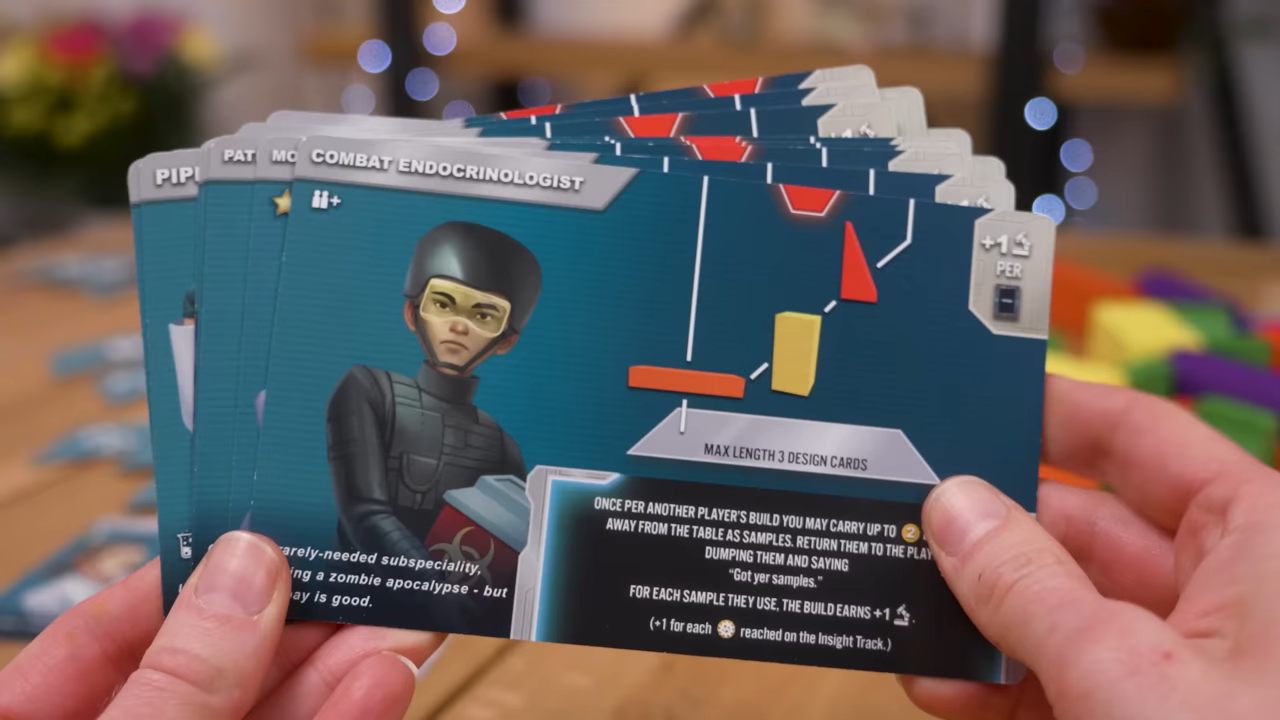 PIPI
PAT
MO
COMBAT ENDOCRINOLOGIST
+
+1
PER
MAX LENGTH 3 DESIGN CARDS
ONCE PER ANOTHER PLAYER'S BUILD YOU MAY CARRY UP TO 2
AWAY FROM THE TABLE AS SAMPLES. RETURN THEM TO THE PLAY
DUMPING THEM AND SAYING
"Got yer samples."
FOR EACH SAMPLE THEY USE, THE BUILD EARNS +1 .
(+1 for each reached on the Insight Track.)
rarely-needed subspeciality,
ing a zombie apocalypse - but
pay is good.